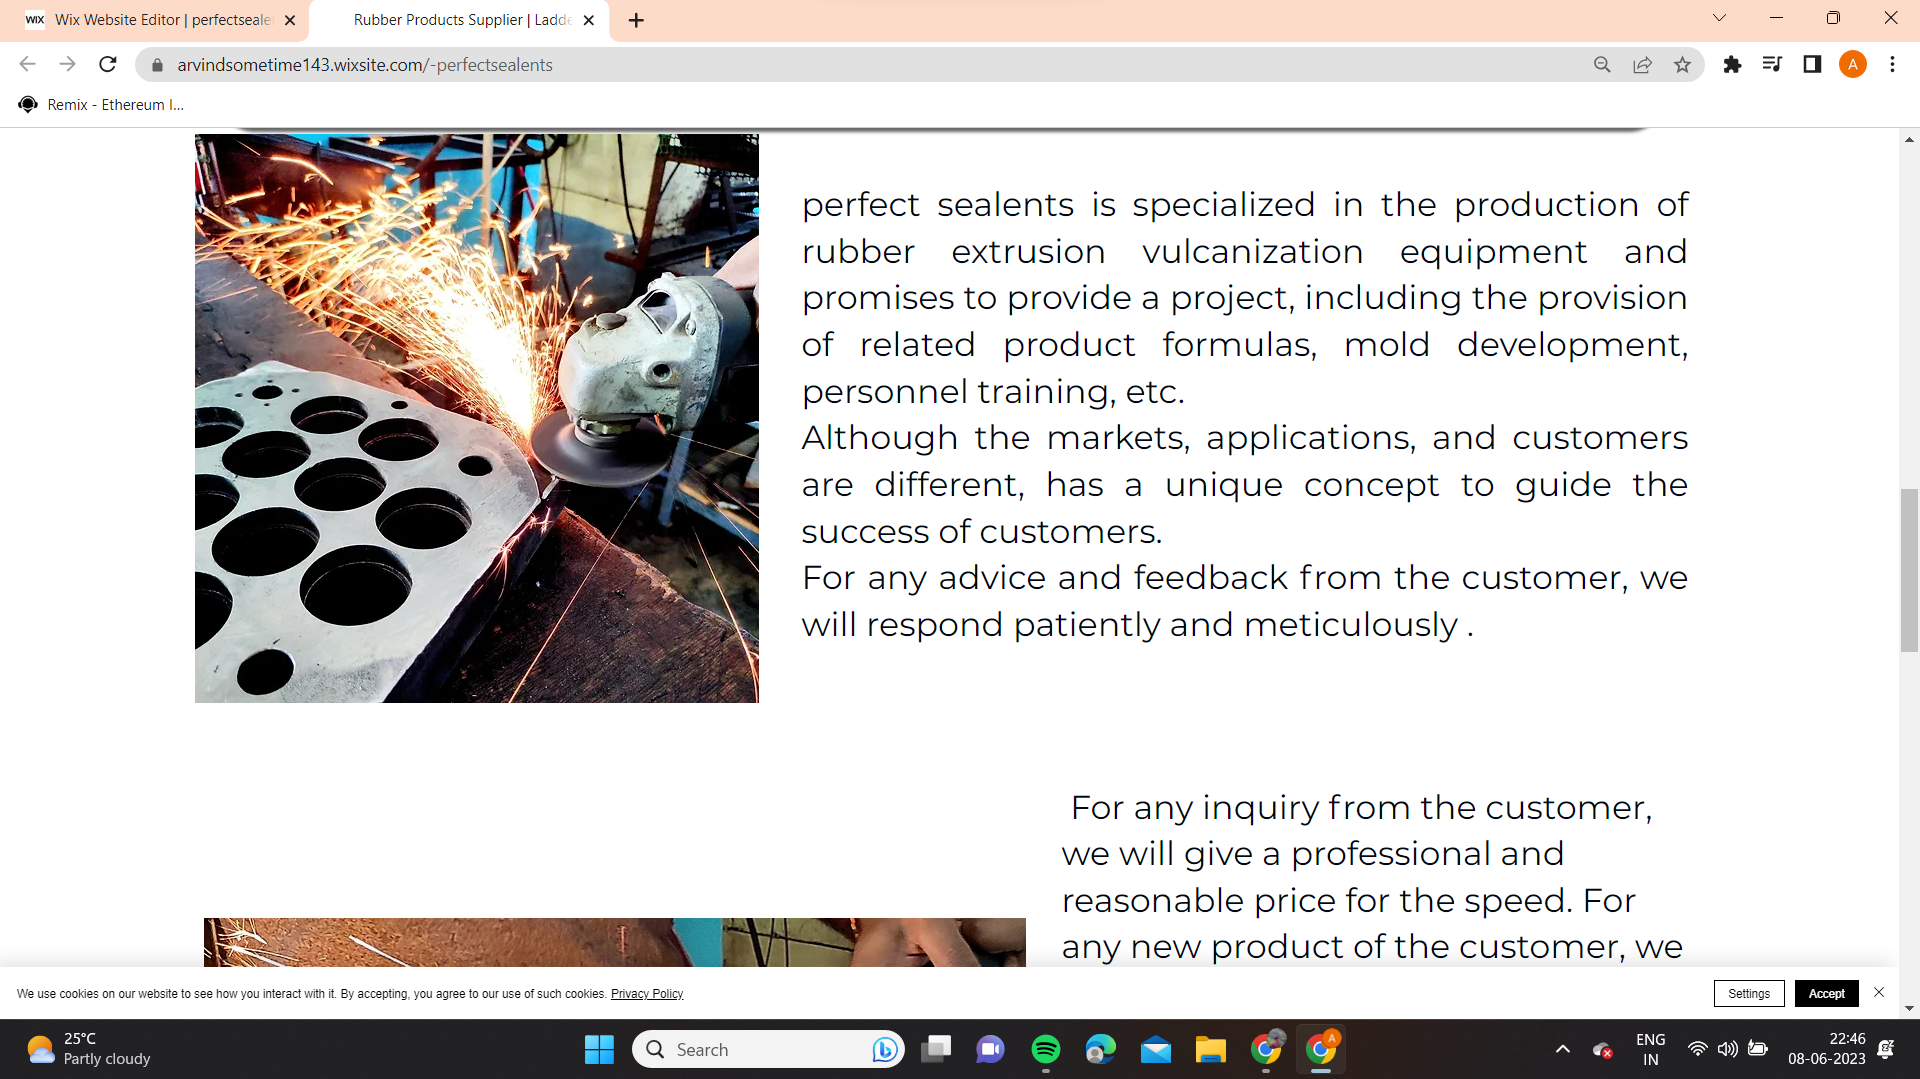 WIX Wix Website Editor | perfectseale
Rubber Products Supplier | Ladde
arvindsometime143.wixsite.com/-perfectsealents
A
Remix - Ethereum I...
perfect sealents is specialized in the production of
rubber extrusion vulcanization equipment and
promises to provide a project, including the provision
of related product formulas, mold development,
personnel training, etc.
Although the markets, applications, and customers
are different, has a unique concept to guide the
success of customers.
For any advice and feedback from the customer, we
will respond patiently and meticulously .
For any inquiry from the customer,
we will give a professional and
reasonable price for the speed. For
any new product of the customer, we
We use cookies on our website to see how you interact with it. By accepting, you agree to our use of such cookies. Privacy Policy
Settings
Accept
25°C
Partly cloudy
Search
A
ENG
IN
22:46
08-06-2023